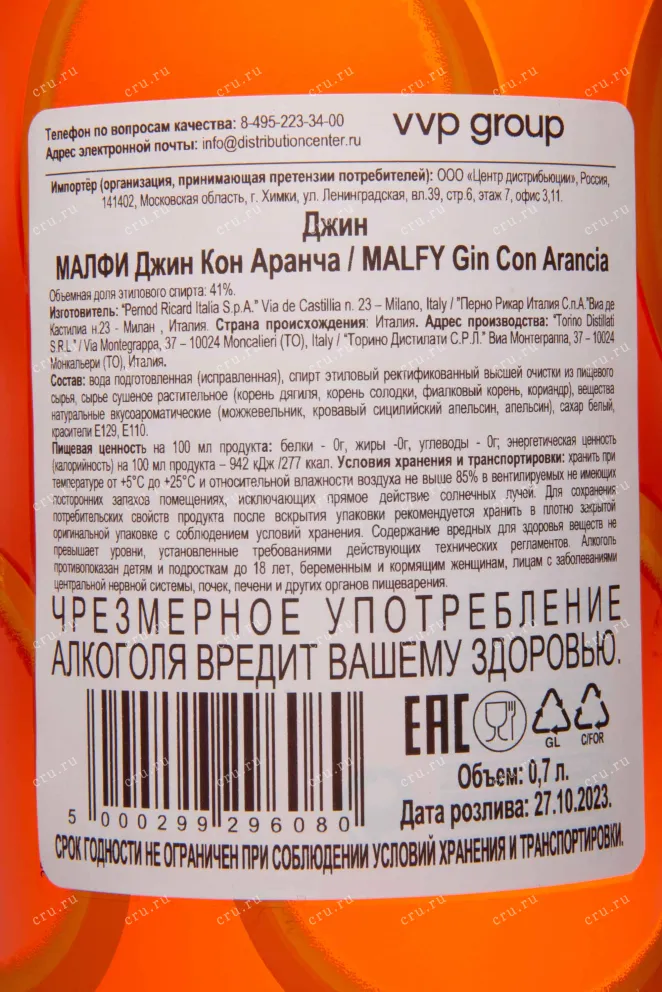 Телефон по вопросам качества: 8-495-223-34-00
Адрес электронной почты: info@distributioncenter.ru
vvp group
Импортёр (организация, принимающая претензии потребителей): ООО «Центр дистрибьюции», Россия,
141402, Московская область, г. Химки, ул. Ленинградская, вл.39, стр.6, этаж 7, офис 3,11.
Джин
МАЛФИ Джин Кон Аранча / MALFY Gin Con Arancia
Объемная доля этилового спирта: 41%.
Изготовитель: "Pernod Ricard Italia S.p.A." Via de Castillia n. 23 – Milano, Italy / "Перно Рикар Италия С.п.А."Виа де
Кастилиа н.23 - Милан , Италия. Страна происхождения: Италия. Адрес производства: "Torino Distillati
S.R.L" / Via Montegrappa, 37 – 10024 Moncalieri (TO), Italy / "Торино Дистилати С.Р.Л." Виа Монтеграппа, 37 – 10024
Монкальери (ТО), Италия.
Состав: вода подготовленная (исправленная), спирт этиловый ректификованный высшей очистки из пищевого
сырья, сырье сушеное растительное (корень дягиля, корень солодки, фиалковый корень, кориандр), вещества
натуральные вкусоароматические (можжевельник, кровавый сицилийский апельсин, апельсин), сахар белый,
красители Е129, Е110.
Пищевая ценность на 100 мл продукта: белки - 0г, жиры -0г, углеводы - 0г; энергетическая ценность
(калорийность) на 100 мл продукта – 942 кДж /277 ккал. Условия хранения и транспортировки: хранить при
температуре от +5°С до +25°С и относительной влажности воздуха не выше 85% в вентилируемых не имеющих
посторонних запахов помещениях, исключающих прямое действие солнечных лучей. Для сохранения
потребительских свойств продукта после вскрытия упаковки рекомендуется хранить в плотно закрытой
оригинальной упаковке с соблюдением условий хранения. Содержание вредных для здоровья веществ не
превышает уровни, установленные требованиями действующих технических регламентов. Алкоголь
противопоказан детям и подросткам до 18 лет, беременным и кормящим женщинам, лицам с заболеваниями
центральной нервной системы, почек, печени и других органов пищеварения.
ЧРЕЗМЕРНОЕ УПОТРЕБЛЕНИЕ
АЛКОГОЛЯ ВРЕДИТ ВАШЕМУ ЗДОРОВЬЮ.
EAC
GL
C/FOR
Объем: 0,7 л.
Дата розлива: 27.10.2023.
5 000299 296080
СРОК ГОДНОСТИ НЕ ОГРАНИЧЕН ПРИ СОБЛЮДЕНИИ УСЛОВИЙ ХРАНЕНИЯ И ТРАНСПОРТИРОВКИ.
cru.ru